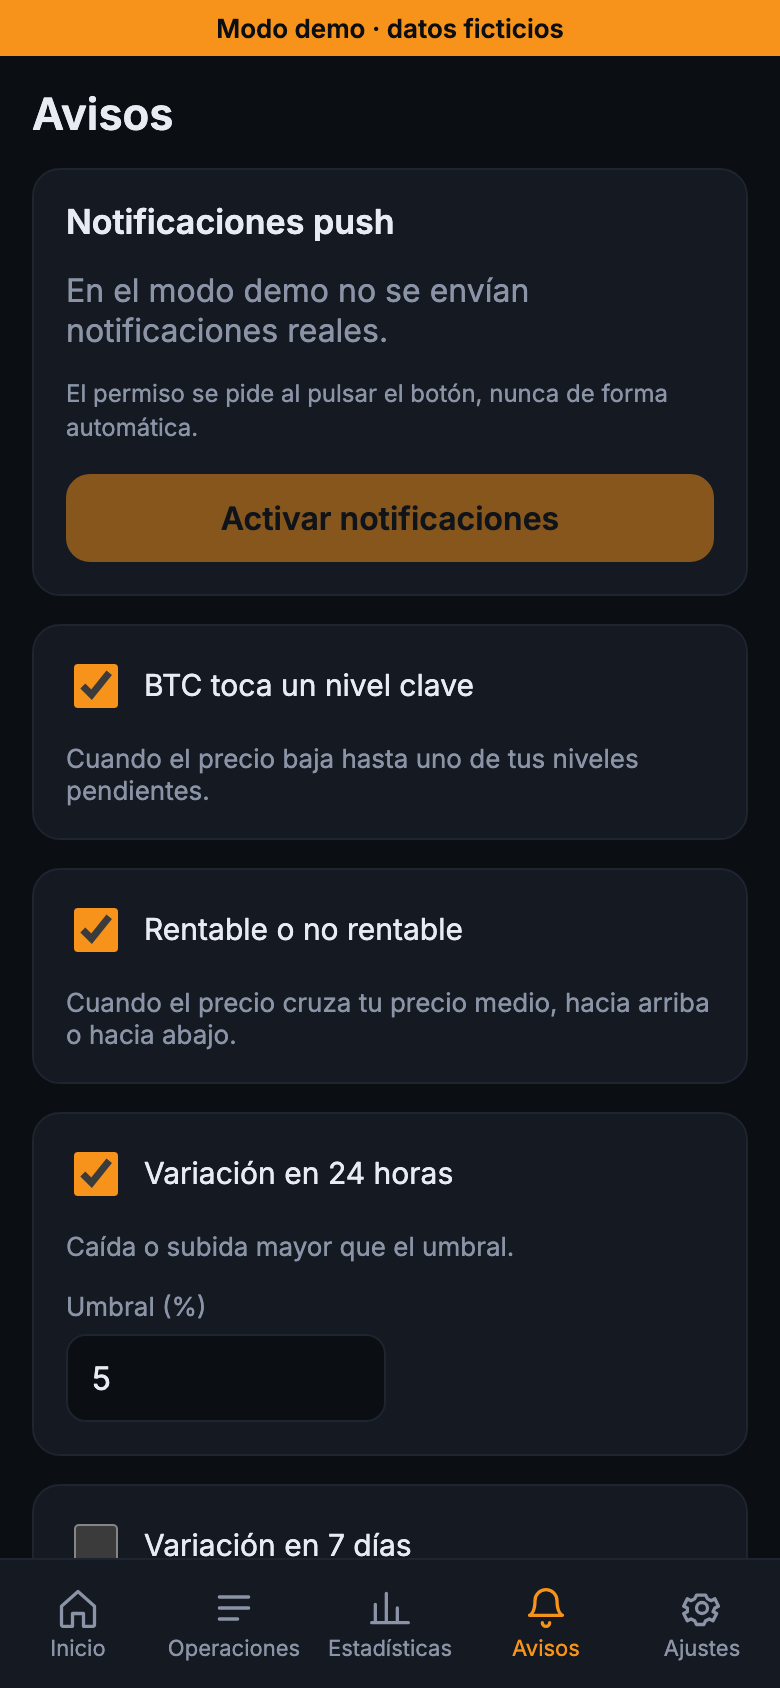 Modo demo · datos ficticios
Avisos
Notificaciones push
En el modo demo no se envían
notificaciones reales.
El permiso se pide al pulsar el botón, nunca de forma
automática.
Activar notificaciones
BTC toca un nivel clave
Cuando el precio baja hasta uno de tus niveles
pendientes.
Rentable o no rentable
Cuando el precio cruza tu precio medio, hacia arriba
o hacia abajo.
Variación en 24 horas
Caída o subida mayor que el umbral.
Umbral (%)
5
Variación en 7 días
Inicio
Operaciones
Estadísticas
Avisos
Ajustes